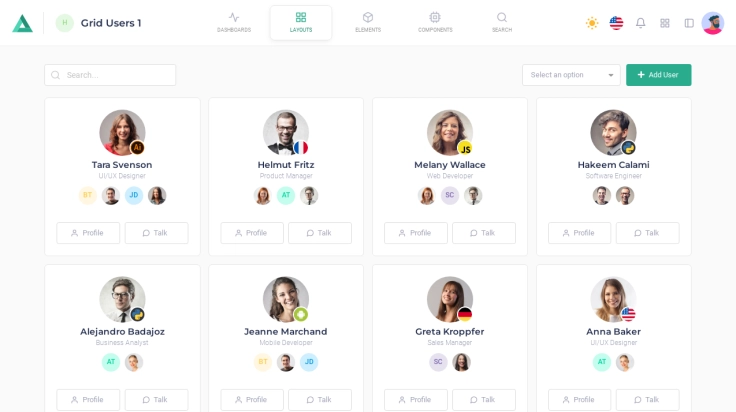 H Grid Users 1
DASHBOARDS LAYOUTS ELEMENTS COMPONENTS SEARCH
Search... Select an option + Add User
Ai JS
Tara Svenson Helmut Fritz Melany Wallace Hakeem Calami
UI/UX Designer Product Manager Web Developer Software Engineer
BT JD AT SC
Profile Talk Profile Talk Profile Talk Profile Talk
Alejandro Badajoz Jeanne Marchand Greta Kroppfer Anna Baker
Business Analyst Mobile Developer Sales Manager UI/UX Designer
AT BT JD SC AT
Profile Talk Profile Talk Profile Talk Profile Talk